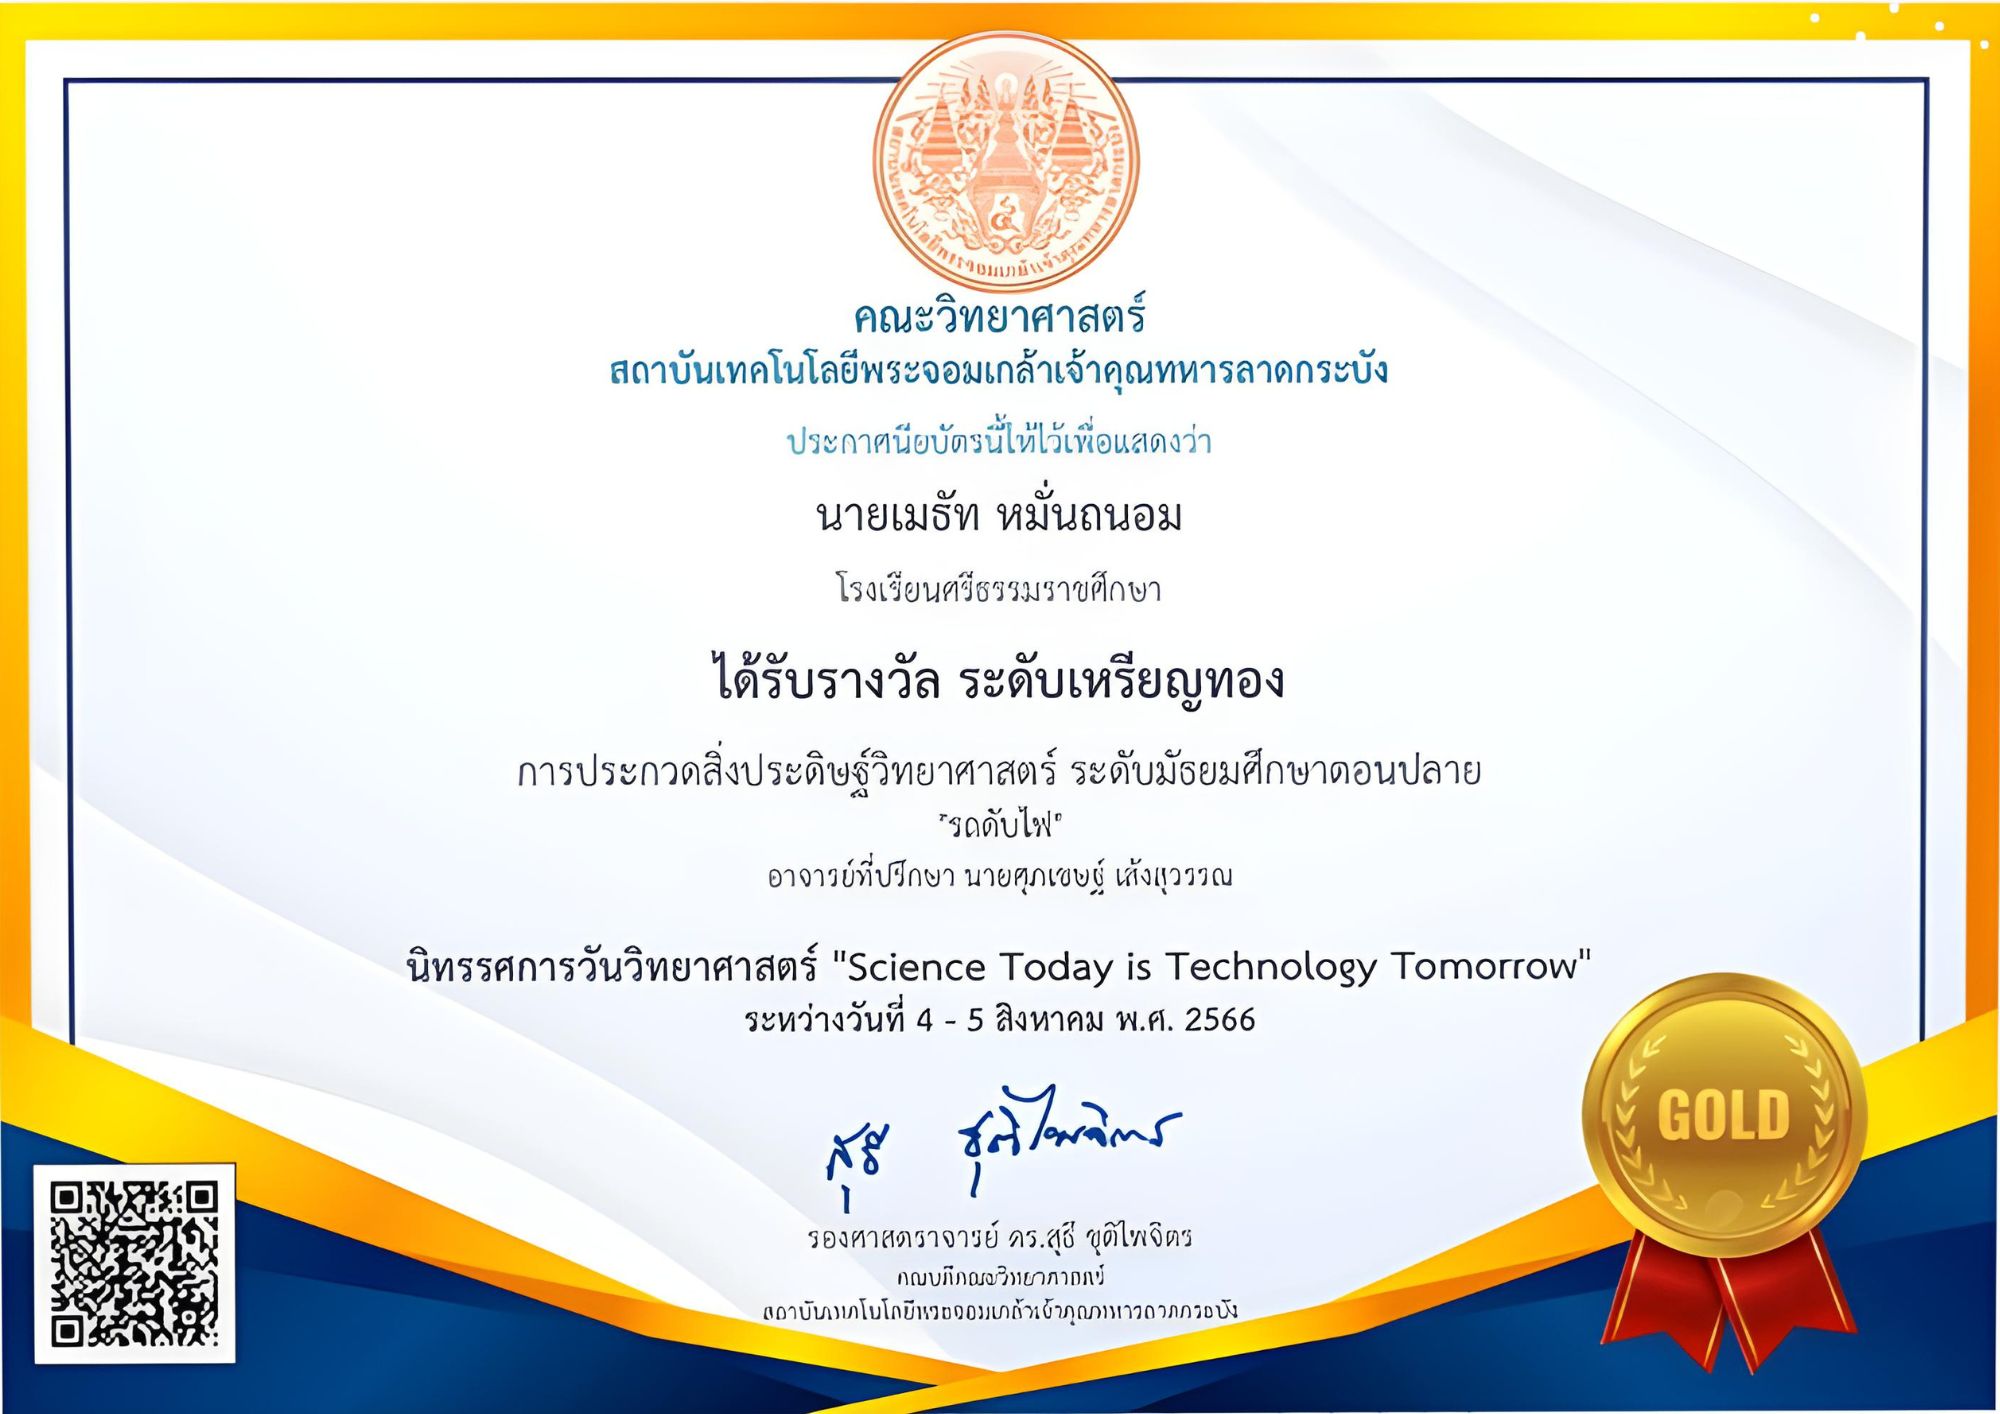 คณะวิทยาศาสตร์
สถาบันเทคโนโลยีพระจอมเกล้าเจ้าคุณทหารลาดกระบัง
ประกาศนียบัตรนี้ให้ไว้เพื่อแสดงว่า
นายเมธัท หมั่นถนอม
โรงเรียนศรีธรรมราชศึกษา
ได้รับรางวัล ระดับเหรียญทอง
การประกวดสิ่งประดิษฐ์วิทยาศาสตร์ ระดับมัธยมศึกษาตอนปลาย
"รถดับไฟ"
อาจารย์ที่ปรึกษา นายศุภเชษฐ์ เส้งสุวรรณ
นิทรรศการวันวิทยาศาสตร์ "Science Today is Technology Tomorrow"
ระหว่างวันที่ 4 - 5 สิงหาคม พ.ศ. 2566
GOLD
สุธี ชุติไพจิตร
รองศาสตราจารย์ ดร.สุธี ชุติไพจิตร
คณบดีคณะวิทยาศาสตร์
สถาบันเทคโนโลยีพระจอมเกล้าเจ้าคุณทหารลาดกระบัง